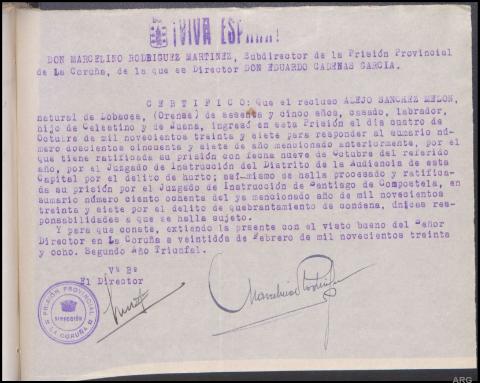 ¡VIVA ESPAÑA!
DON MARCELINO RODRIGUEZ MARTINEZ, Subdirector de la Prisión Provincial
de La Coruña, de la que es Director DON EDUARDO CADENAS GARCIA.
C E R T I F I C O: Que el recluso ALEJO SANCHEZ MELON,
natural de Lobacea, (Orense) de sesenta y cinco años, casado, labrador,
hijo de Celestino y de Juana, ingresó en esta Prisión el día cuatro de
Octubre de mil novecientos treinta y siete para responder al sumario nú-
mero doscientos cincuenta y siete de año mencionado anteriormente, por el
que tiene ratificada su prisión con fecha nueve de Octubre del referido
año, por el Juzgado de Instrucción del Distrito de la Audiencia de esta
Capital por el delito de hurto; así-mismo se halla procesado y ratifica-
da su prisión por el Juzgado de Instrucción de Santiago de Compostela, en
sumario número ciento ochenta del ya mencionado año de mil novecientos
treinta y siete por el delito de quebrantamiento de condena, únicas res-
ponsabilidades a que se halla sujeto.
Y para que conste, extiendo la presente con el visto bueno del Señor
Director en La Coruña a veintidós de Febrero de mil novecientos treinta
y ocho. Segundo Año Triunfal.
Vº Bº
El Director
PRISIÓN PROVINCIAL
DIRECCIÓN
LA CORUÑA
Marcelino Rodríguez
ARG